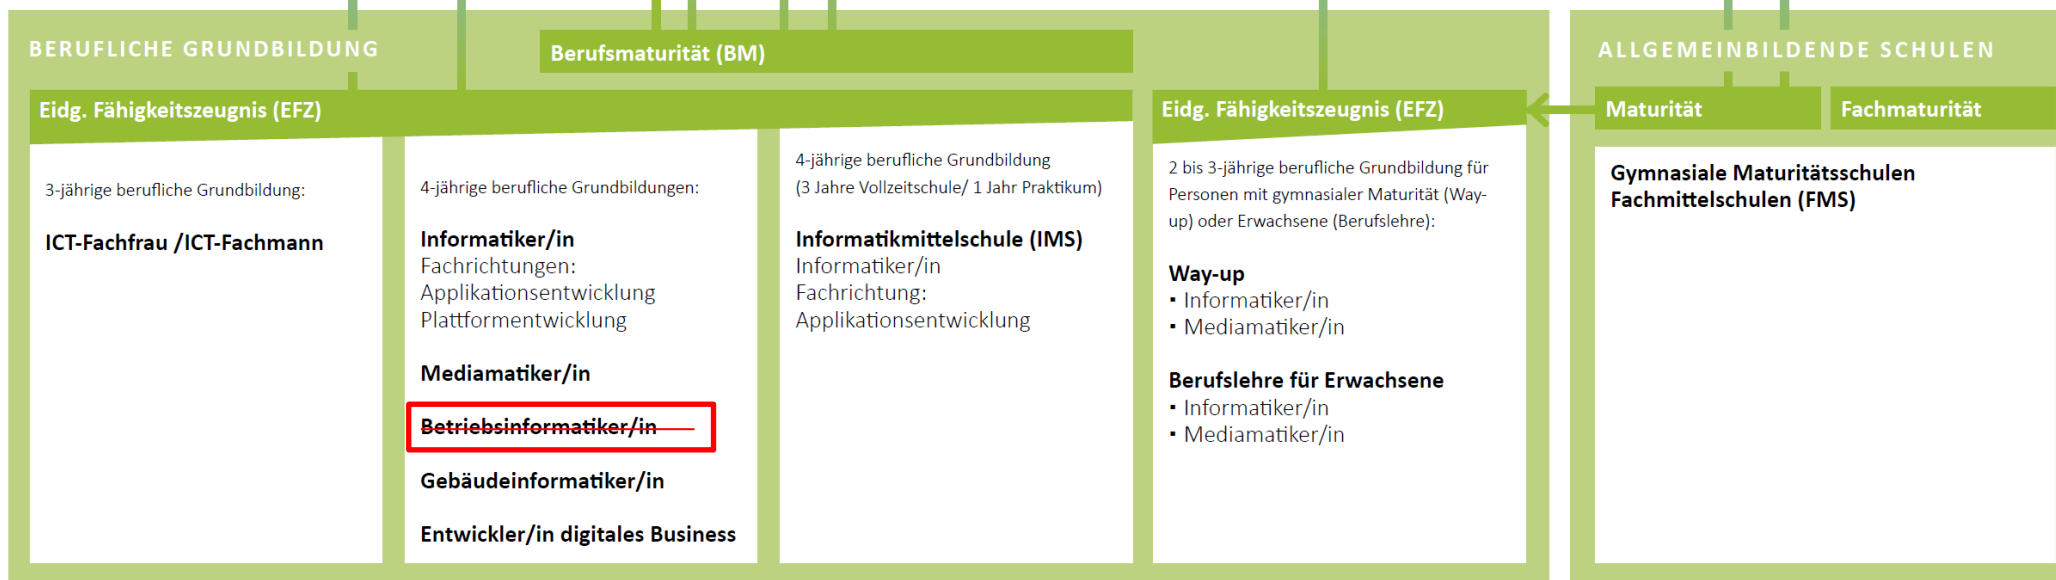 BERUFLICHE GRUNDBILDUNG
Berufsmaturität (BM)
Eidg. Fähigkeitszeugnis (EFZ)
3-jährige berufliche Grundbildung:
ICT-Fachfrau /ICT-Fachmann
4-jährige berufliche Grundbildungen:
Informatiker/in
Fachrichtungen:
Applikationsentwicklung
Plattformentwicklung
Mediamatiker/in
Betriebsinformatiker/in
Gebäudeinformatiker/in
Entwickler/in digitales Business
4-jährige berufliche Grundbildung
(3 Jahre Vollzeitschule/ 1 Jahr Praktikum)
Informatikmittelschule (IMS)
Informatiker/in
Fachrichtung:
Applikationsentwicklung
Eidg. Fähigkeitszeugnis (EFZ)
2 bis 3-jährige berufliche Grundbildung für
Personen mit gymnasialer Maturität (Way-
up) oder Erwachsene (Berufslehre):
Way-up
▪ Informatiker/in
▪ Mediamatiker/in
Berufslehre für Erwachsene
▪ Informatiker/in
▪ Mediamatiker/in
ALLGEMEINBILDENDE SCHULEN
Maturität
Fachmaturität
Gymnasiale Maturitätsschulen
Fachmittelschulen (FMS)